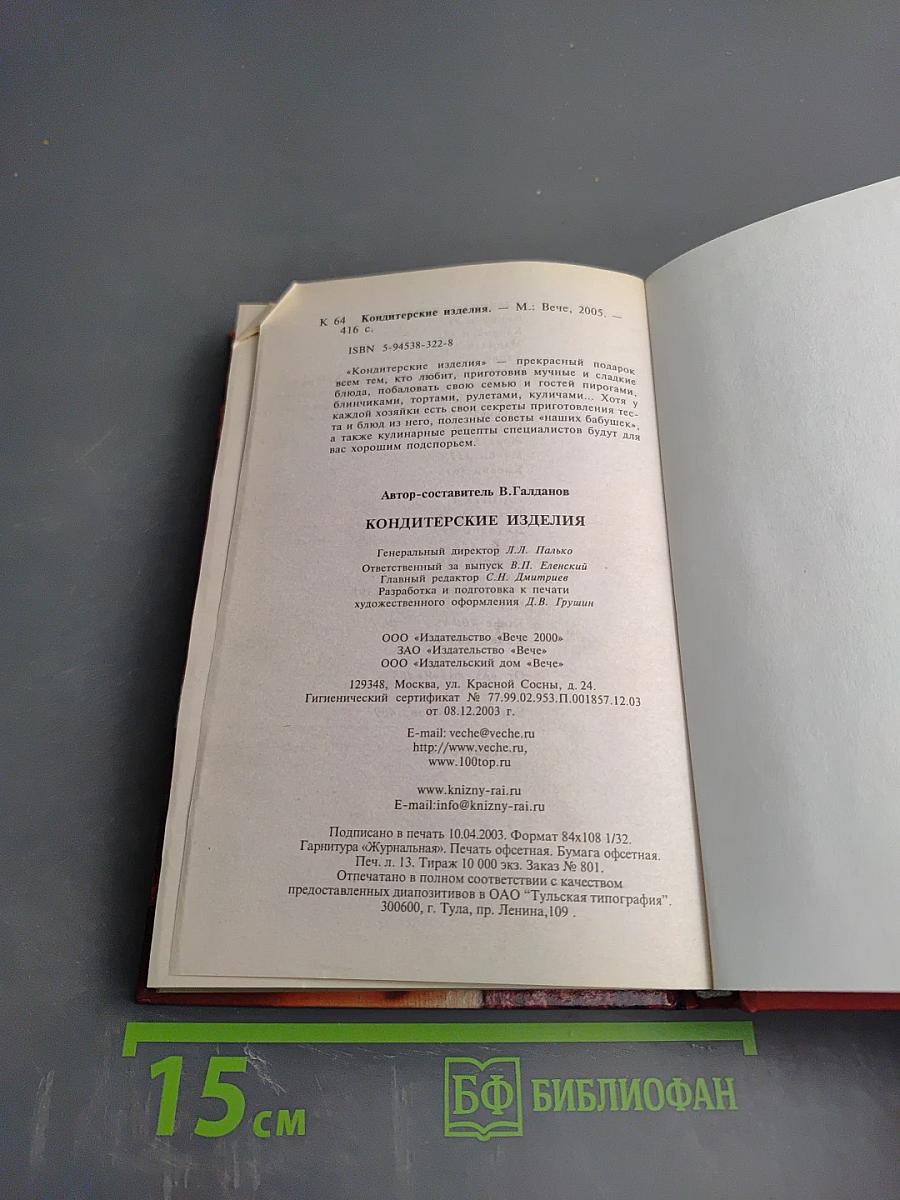 К 64 Кондитерские изделия. — М.: Вече, 2005. —
416 с.
ISBN 5-94538-322-8
«Кондитерские изделия» — прекрасный подарок
всем тем, кто любит, приготовив мучные и сладкие
блюда, побаловать свою семью и гостей пирогами,
блинчиками, тортами, рулетами, куличами... Хотя у
каждой хозяйки есть свои секреты приготовления тес-
та и блюд из него, полезные советы «наших бабушек»,
а также кулинарные рецепты специалистов будут для
вас хорошим подспорьем.
Автор-составитель В.Галданов
КОНДИТЕРСКИЕ ИЗДЕЛИЯ
Генеральный директор Л.Л. Палько
Ответственный за выпуск В.П. Еленский
Главный редактор С.Н. Дмитриев
Разработка и подготовка к печати
художественного оформления Д.В. Грушин
ООО «Издательство «Вече 2000»
ЗАО «Издательство «Вече»
ООО «Издательский дом «Вече»
129348, Москва, ул. Красной Сосны, д. 24.
Гигиенический сертификат № 77.99.02.953.П.001857.12.03
от 08.12.2003 г.
E-mail: veche@veche.ru
http://www.veche.ru,
www.100top.ru
www.knizny-rai.ru
E-mail:info@knizny-rai.ru
Подписано в печать 10.04.2003. Формат 84х108 1/32.
Гарнитура «Журнальная». Печать офсетная. Бумага офсетная.
Печ. л. 13. Тираж 10 000 экз. Заказ № 801.
Отпечатано в полном соответствии с качеством
предоставленных диапозитивов в ОАО "Тульская типография".
300600, г. Тула, пр. Ленина,109 .
15 см
БФ БИБЛИОФАН